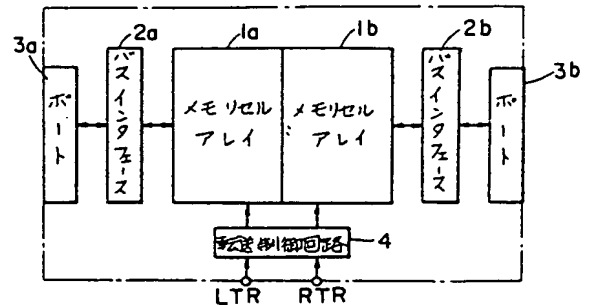 1a
1b
2a
2b
3a
3b
ポート
バスインタフェース
メモリセル
アレイ
メモリセル
アレイ
バスインタフェース
ポート
転送制御回路
4
LTR
RTR